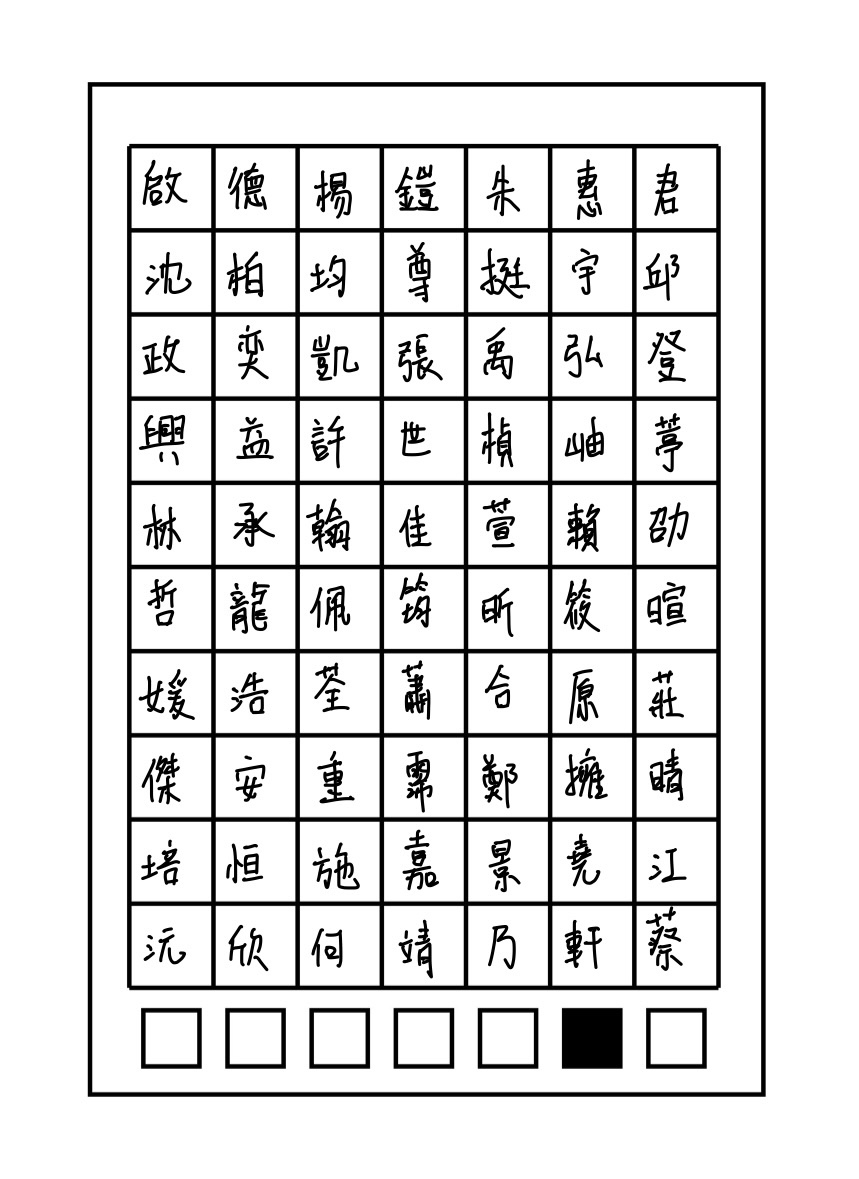 啟德楊鎧朱惠君
沈柏均尊挺宇邱
政奕凱張禹弘登
興益許世楨岫葶
林承翰佳萱賴劭
哲龍佩筠昕筱暄
媛浩荃蕭合原莊
傑安重霈鄭擁晴
培恒施嘉景堯江
沅欣何靖乃軒蔡